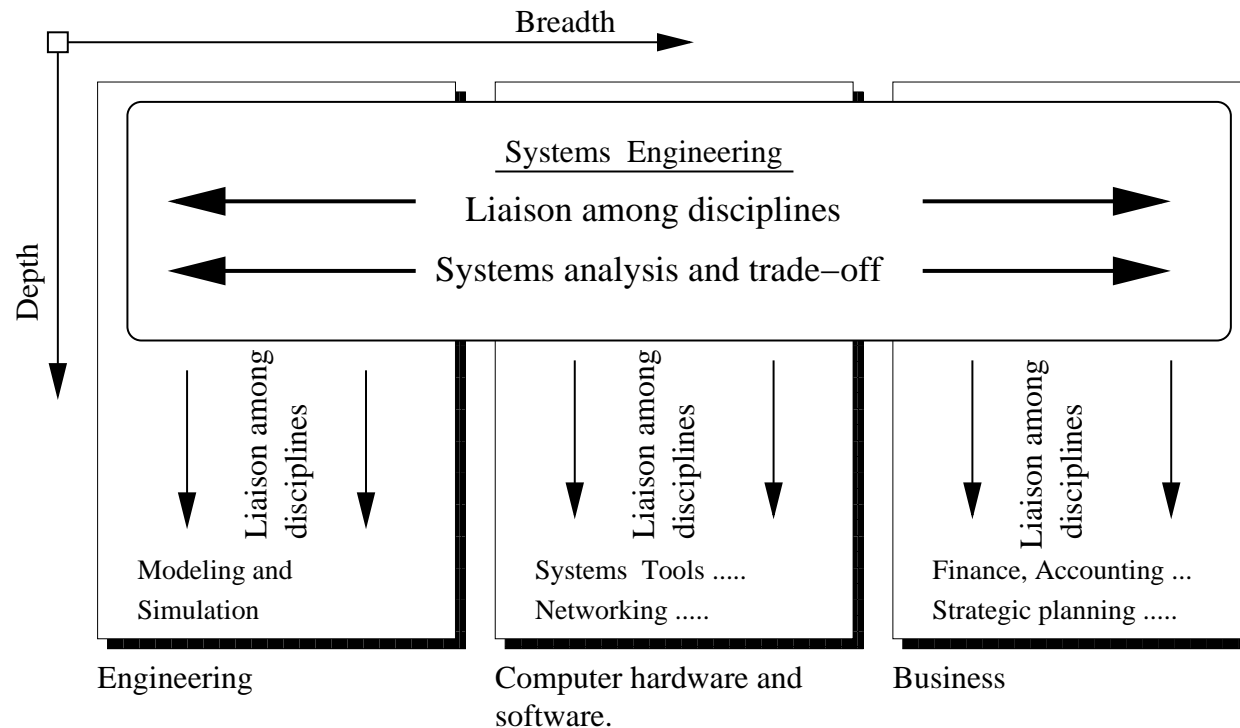 Breadth
Depth
Systems Engineering
Liaison among disciplines
Systems analysis and trade−off
Liaison among
disciplines
Modeling and
Simulation
Engineering
Liaison among
disciplines
Systems Tools .....
Networking .....
Computer hardware and
software.
Liaison among
disciplines
Finance, Accounting ...
Strategic planning .....
Business